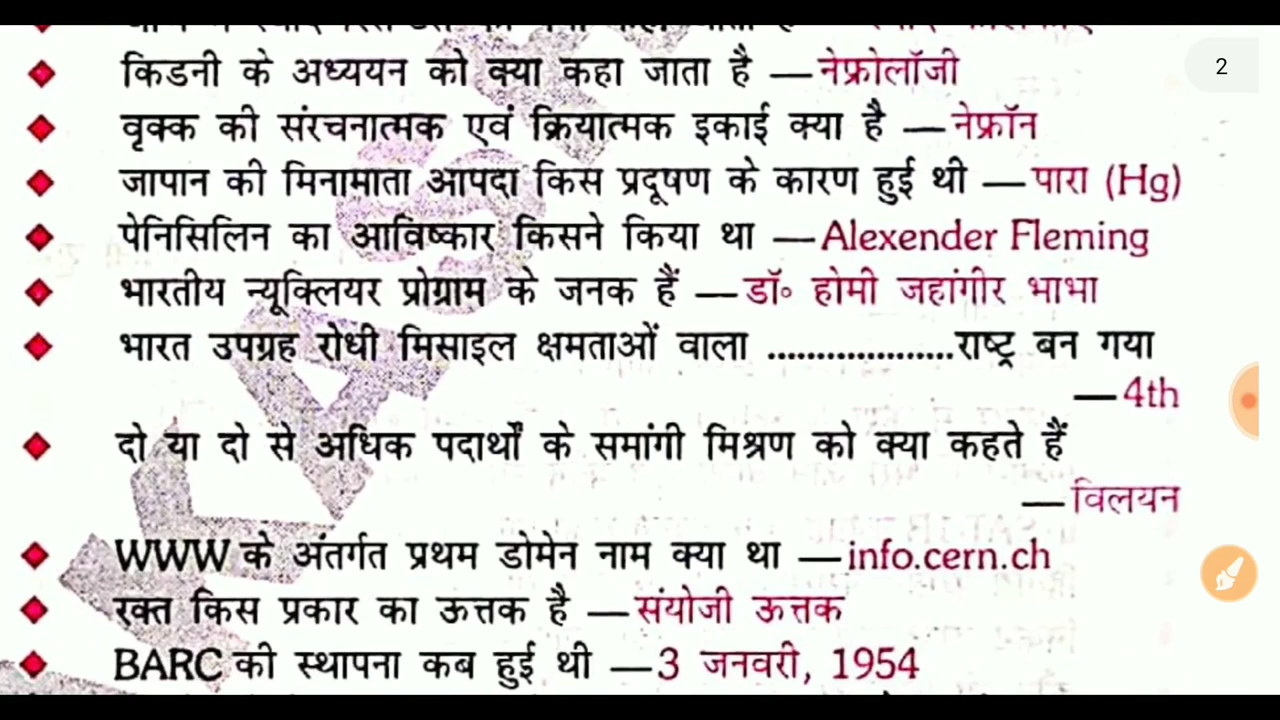 2
किडनी के अध्ययन को क्या कहा जाता है —नेफ्रोलॉजी
वृक्क की संरचनात्मक एवं क्रियात्मक इकाई क्या है —नेफ्रॉन
जापान की मिनामाता आपदा किस प्रदूषण के कारण हुई थी —पारा (Hg)
पेनिसिलिन का आविष्कार किसने किया था —Alexender Fleming
भारतीय न्यूक्लियर प्रोग्राम के जनक हैं —डॉ० होमी जहांगीर भाभा
भारत उपग्रह रोधी मिसाइल क्षमताओं वाला ...................राष्ट्र बन गया
—4th
दो या दो से अधिक पदार्थों के समांगी मिश्रण को क्या कहते हैं
—विलयन
WWW के अंतर्गत प्रथम डोमेन नाम क्या था —info.cern.ch
रक्त किस प्रकार का ऊत्तक है —संयोजी ऊत्तक
BARC की स्थापना कब हुई थी —3 जनवरी, 1954